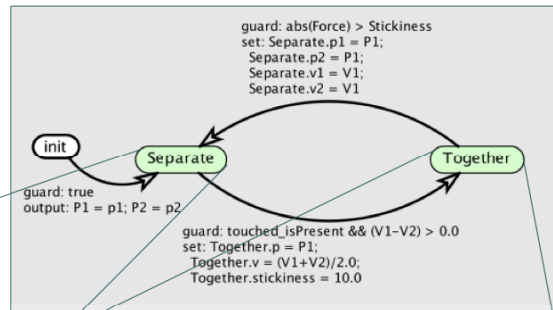 guard: abs(Force) > Stickiness
set: Separate.p1 = P1;
Separate.p2 = P1;
Separate.v1 = V1;
Separate.v2 = V1
init
Separate
Together
guard: true
output: P1 = p1; P2 = p2
guard: touched_isPresent && (V1-V2) > 0.0
set: Together.p = P1;
Together.v = (V1+V2)/2.0;
Together.stickiness = 10.0